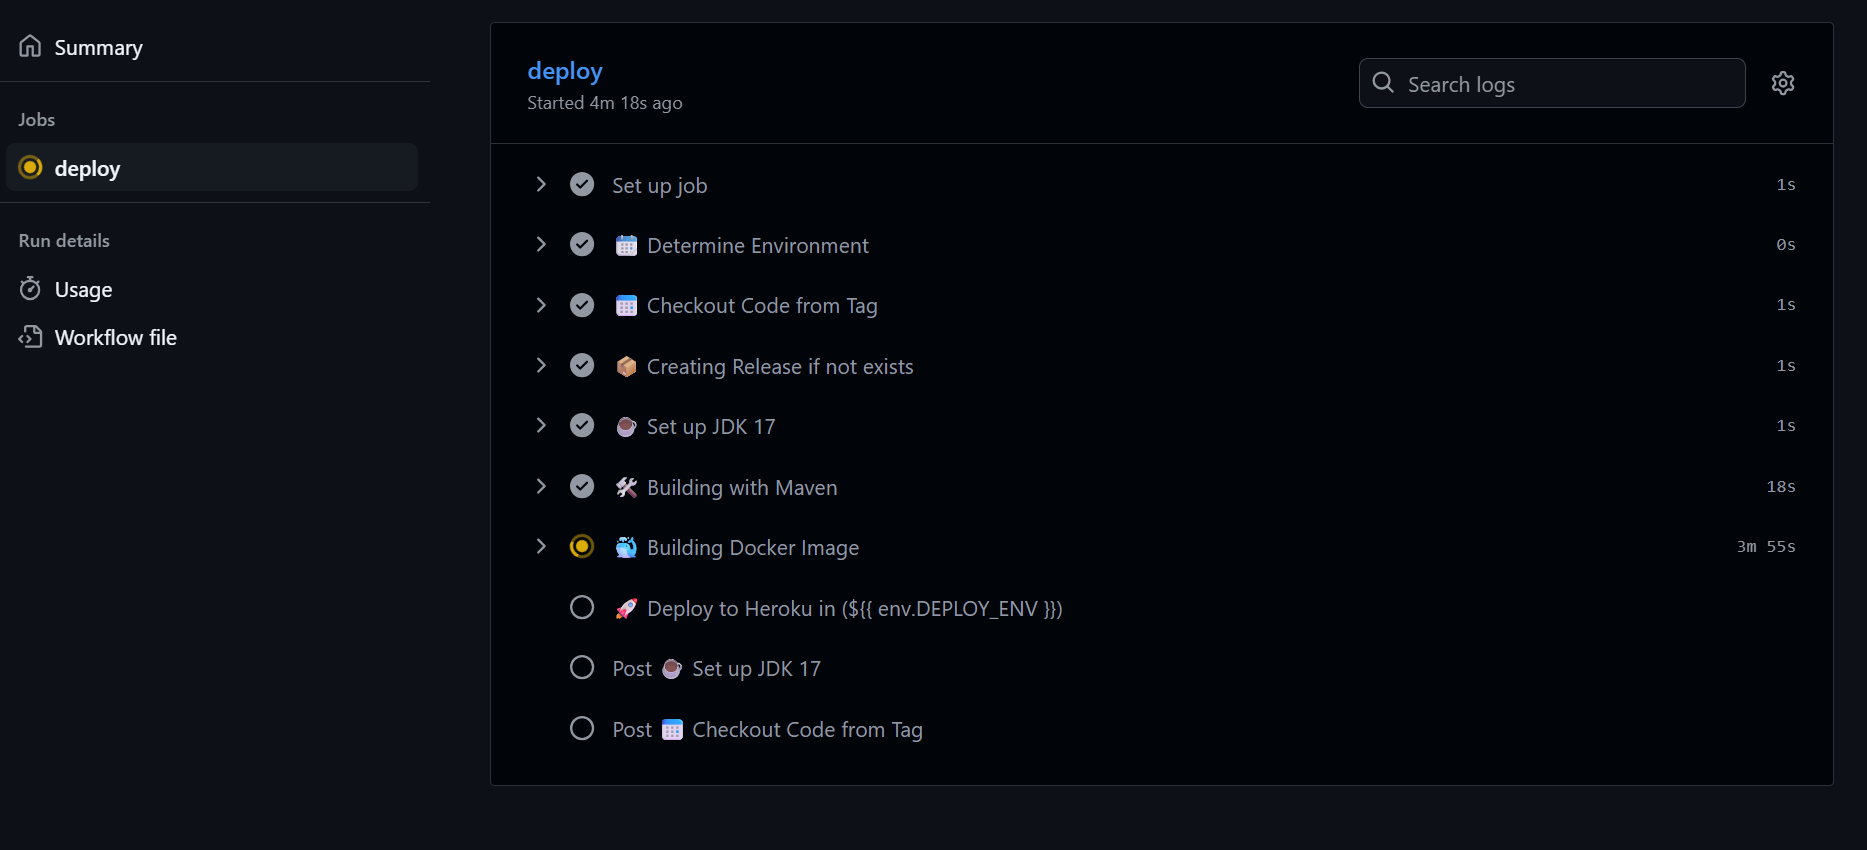 Summary
Jobs
deploy
Run details
Usage
Workflow file
deploy
Started 4m 18s ago
Search logs
Set up job 1s
Determine Environment 0s
Checkout Code from Tag 1s
Creating Release if not exists 1s
Set up JDK 17 1s
Building with Maven 18s
Building Docker Image 3m 55s
Deploy to Heroku in (${{ env.DEPLOY_ENV }})
Post Set up JDK 17
Post Checkout Code from Tag